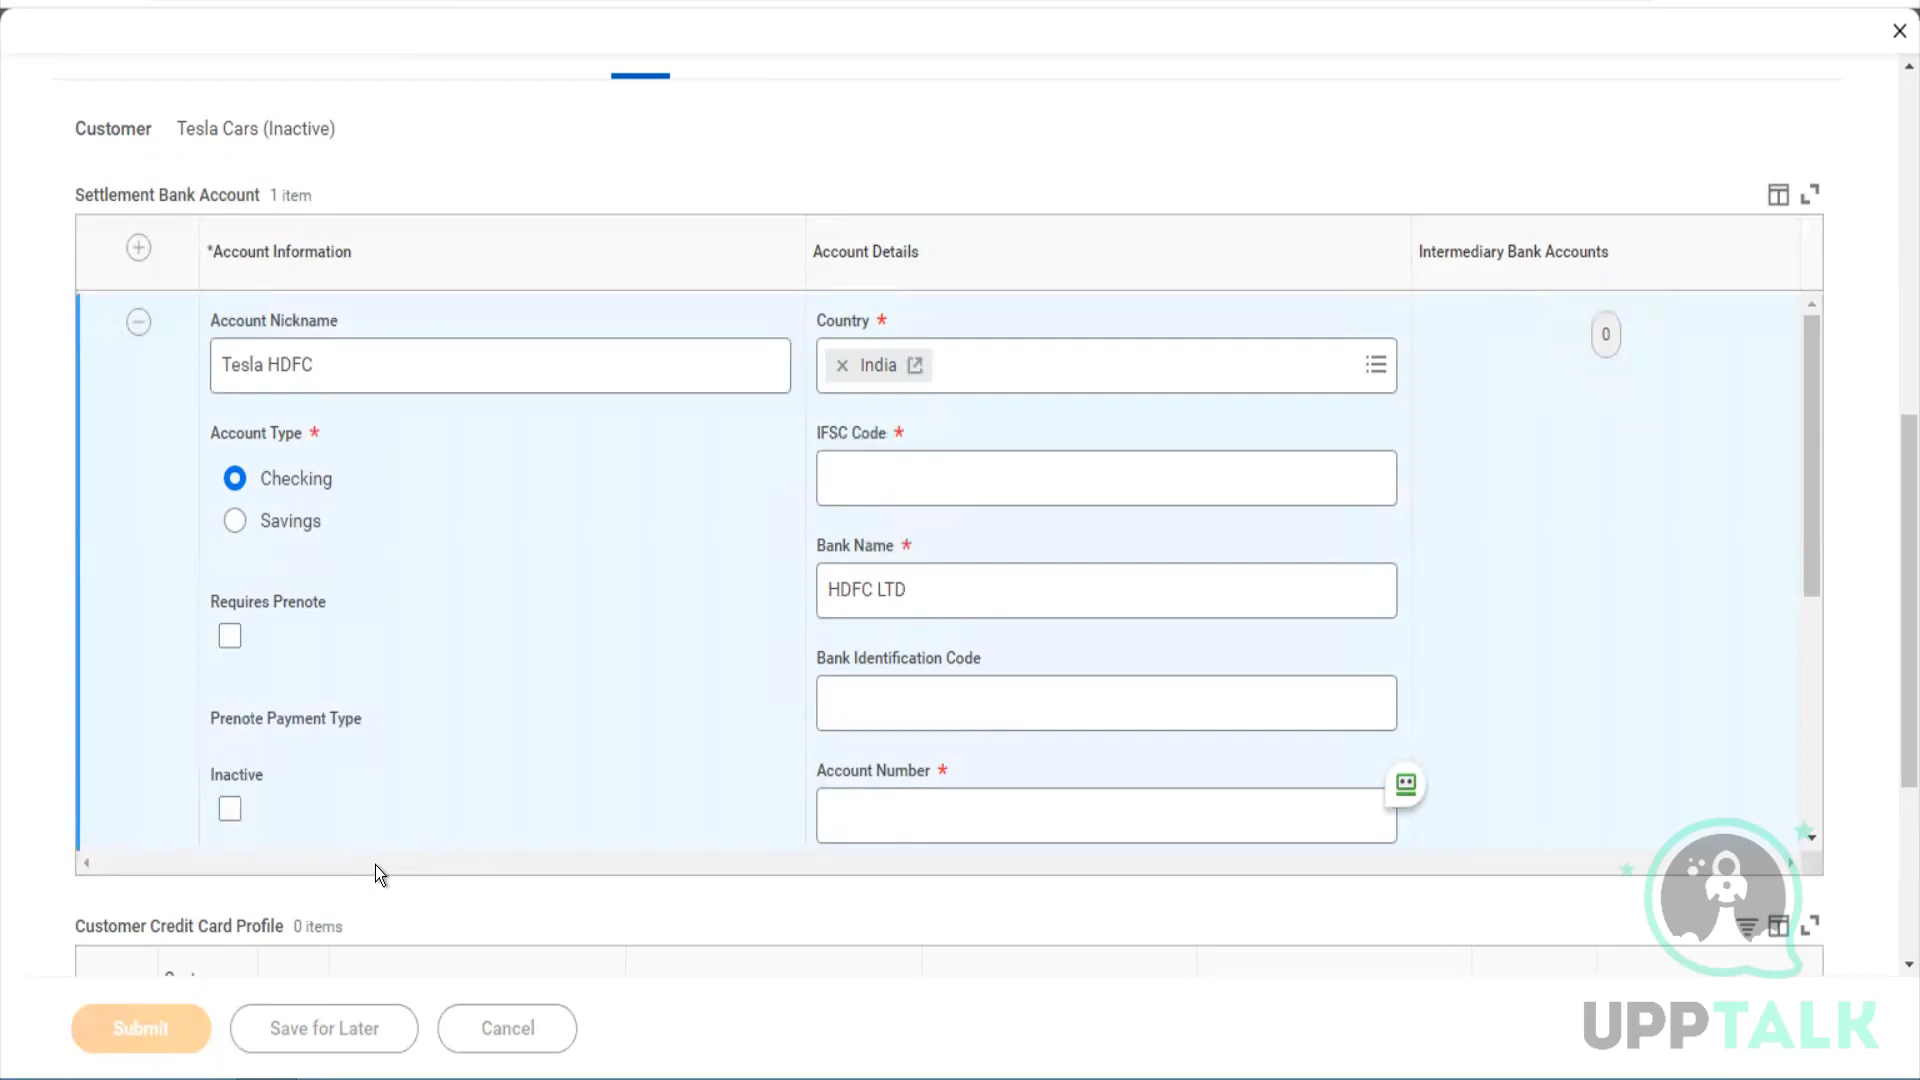 Customer Tesla Cars (Inactive)
Settlement Bank Account 1 item
*Account Information Account Details Intermediary Bank Accounts
Account Nickname Country * 0
Tesla HDFC India
Account Type * IFSC Code *
Checking
Savings
Bank Name *
HDFC LTD
Requires Prenote
Bank Identification Code
Prenote Payment Type
Inactive Account Number *
Customer Credit Card Profile 0 items
Submit Save for Later Cancel
UPPTALK